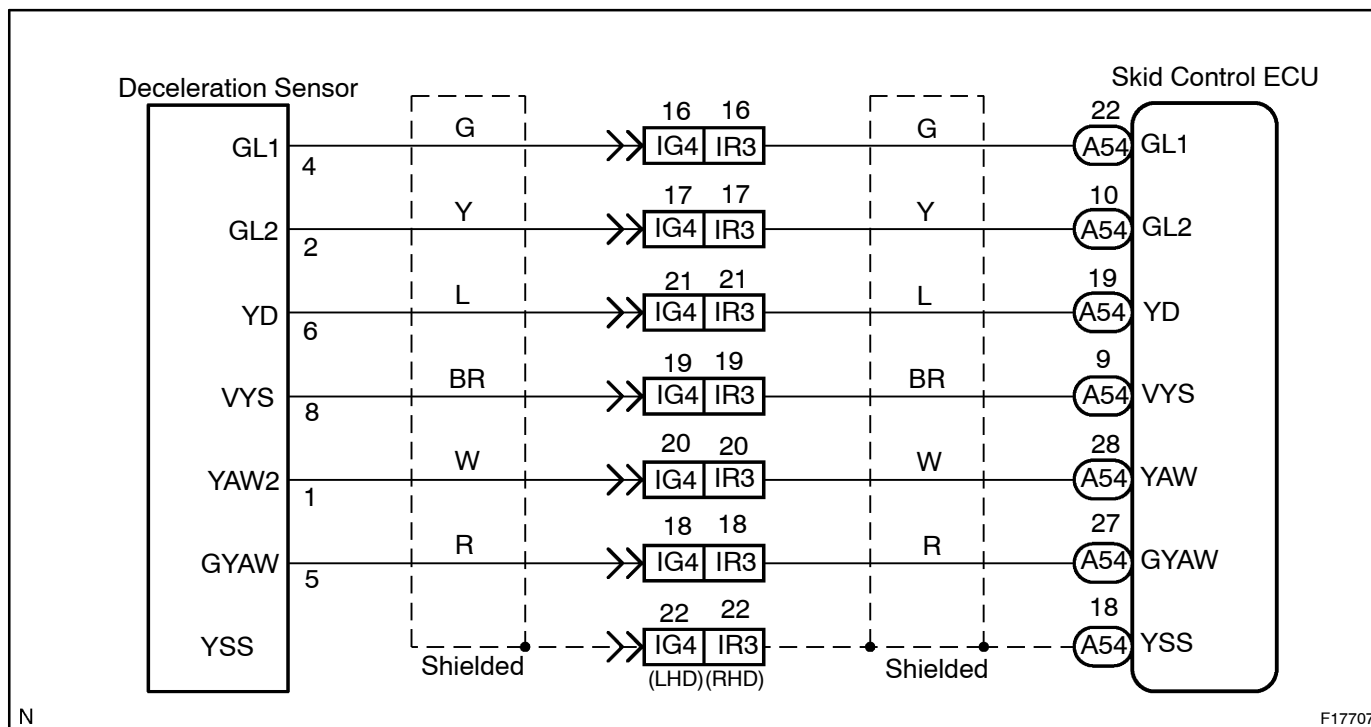 Deceleration Sensor
Skid Control ECU
GL1 4 G 16 16 IG4 IR3 G 22 A54 GL1
GL2 2 Y 17 17 IG4 IR3 Y 10 A54 GL2
YD 6 L 21 21 IG4 IR3 L 19 A54 YD
VYS 8 BR 19 19 IG4 IR3 BR 9 A54 VYS
YAW2 1 W 20 20 IG4 IR3 W 28 A54 YAW
GYAW 5 R 18 18 IG4 IR3 R 27 A54 GYAW
YSS 22 22 IG4 IR3 18 A54 YSS
Shielded (LHD) (RHD) Shielded
N F17707